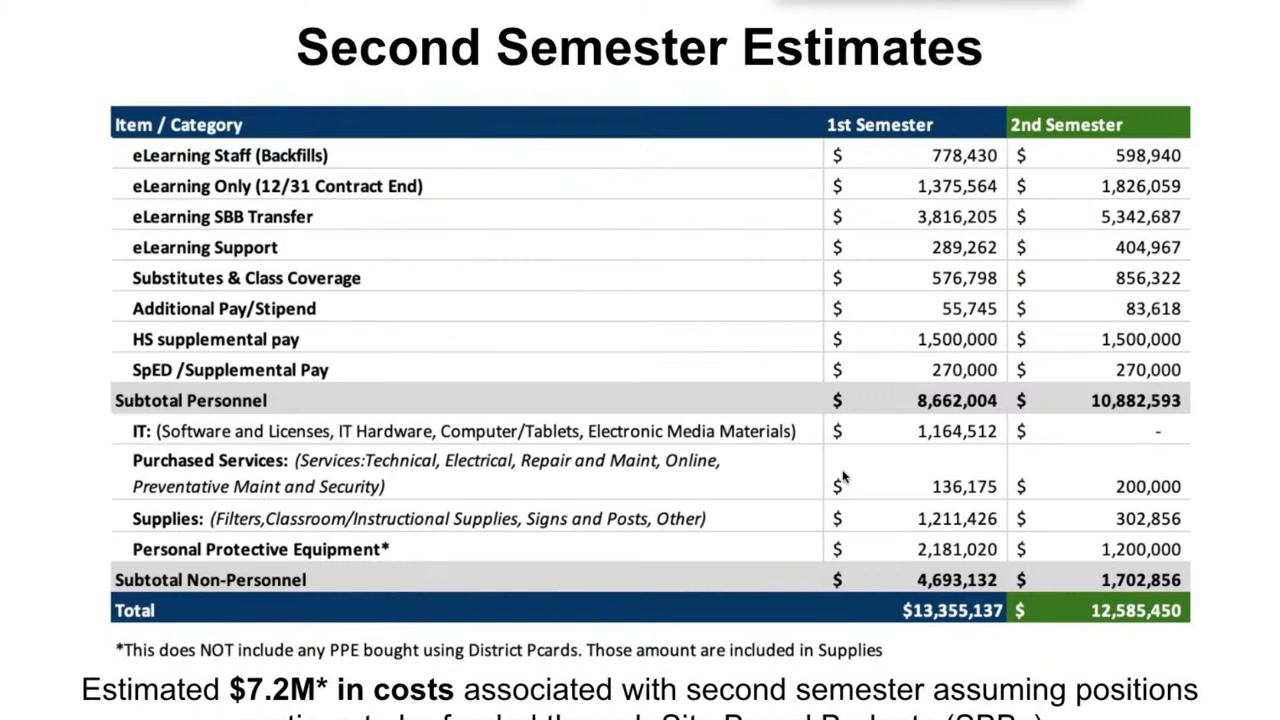 Second Semester Estimates
Item / Category 1st Semester 2nd Semester
eLearning Staff (Backfills) $ 778,430 $ 598,940
eLearning Only (12/31 Contract End) $ 1,375,564 $ 1,826,059
eLearning SBB Transfer $ 3,816,205 $ 5,342,687
eLearning Support $ 289,262 $ 404,967
Substitutes & Class Coverage $ 576,798 $ 856,322
Additional Pay/Stipend $ 55,745 $ 83,618
HS supplemental pay $ 1,500,000 $ 1,500,000
SpED /Supplemental Pay $ 270,000 $ 270,000
Subtotal Personnel $ 8,662,004 $ 10,882,593
IT: (Software and Licenses, IT Hardware, Computer/Tablets, Electronic Media Materials) $ 1,164,512 $ -
Purchased Services: (Services:Technical, Electrical, Repair and Maint, Online,
Preventative Maint and Security) $ 136,175 $ 200,000
Supplies: (Filters,Classroom/Instructional Supplies, Signs and Posts, Other) $ 1,211,426 $ 302,856
Personal Protective Equipment* $ 2,181,020 $ 1,200,000
Subtotal Non-Personnel $ 4,693,132 $ 1,702,856
Total $13,355,137 $ 12,585,450
*This does NOT include any PPE bought using District Pcards. Those amount are included in Supplies
Estimated $7.2M* in costs associated with second semester assuming positions